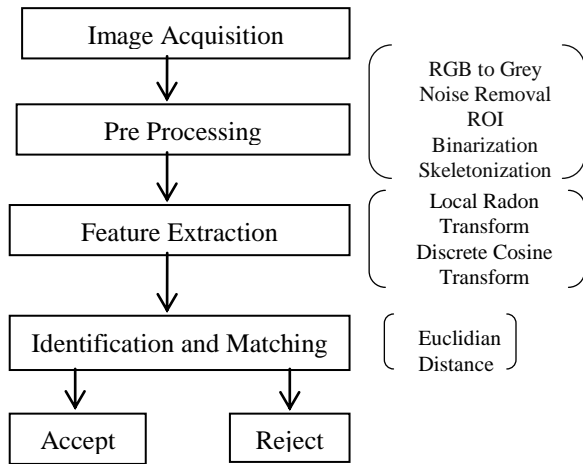 Image Acquisition
RGB to Grey
Noise Removal
ROI
Binarization
Skeletonization
Pre Processing
Local Radon
Transform
Discrete Cosine
Transform
Feature Extraction
Identification and Matching
Euclidian
Distance
Accept
Reject